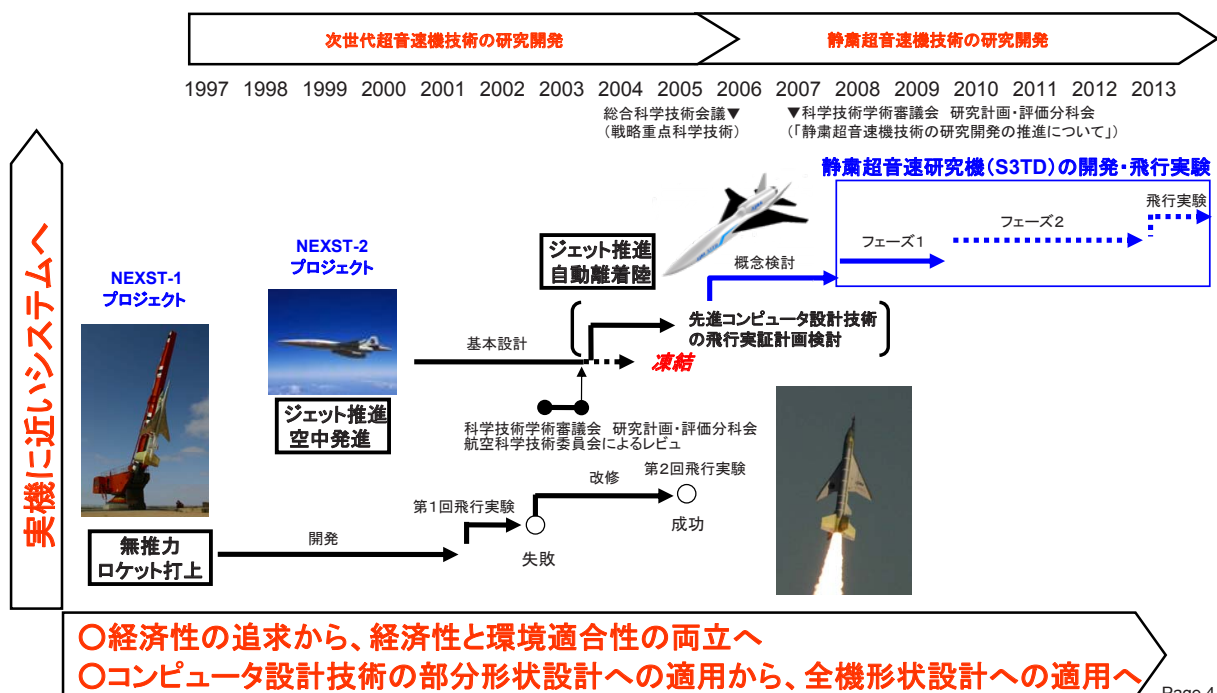 次世代超音速機技術の研究開発
静粛超音速機技術の研究開発
1997 1998 1999 2000 2001 2002 2003 2004 2005 2006 2007 2008 2009 2010 2011 2012 2013
総合科学技術会議▼
(戦略重点科学技術)
▼科学技術学術審議会 研究計画・評価分科会
(「静粛超音速機技術の研究開発の推進について」)
実機に近いシステムへ
静粛超音速研究機(S3TD)の開発・飛行実験
飛行実験
フェーズ2
フェーズ1
概念検討
NEXST-1
プロジェクト
NEXST-2
プロジェクト
ジェット推進
自動離着陸
基本設計
先進コンピュータ設計技術
の飛行実証計画検討
凍結
ジェット推進
空中発進
科学技術学術審議会 研究計画・評価分科会
航空科学技術委員会によるレビュ
無推力
ロケット打上
開発
第1回飛行実験
失敗
改修
第2回飛行実験
成功
○経済性の追求から、経済性と環境適合性の両立へ
○コンピュータ設計技術の部分形状設計への適用から、全機形状設計への適用へ
Page 4